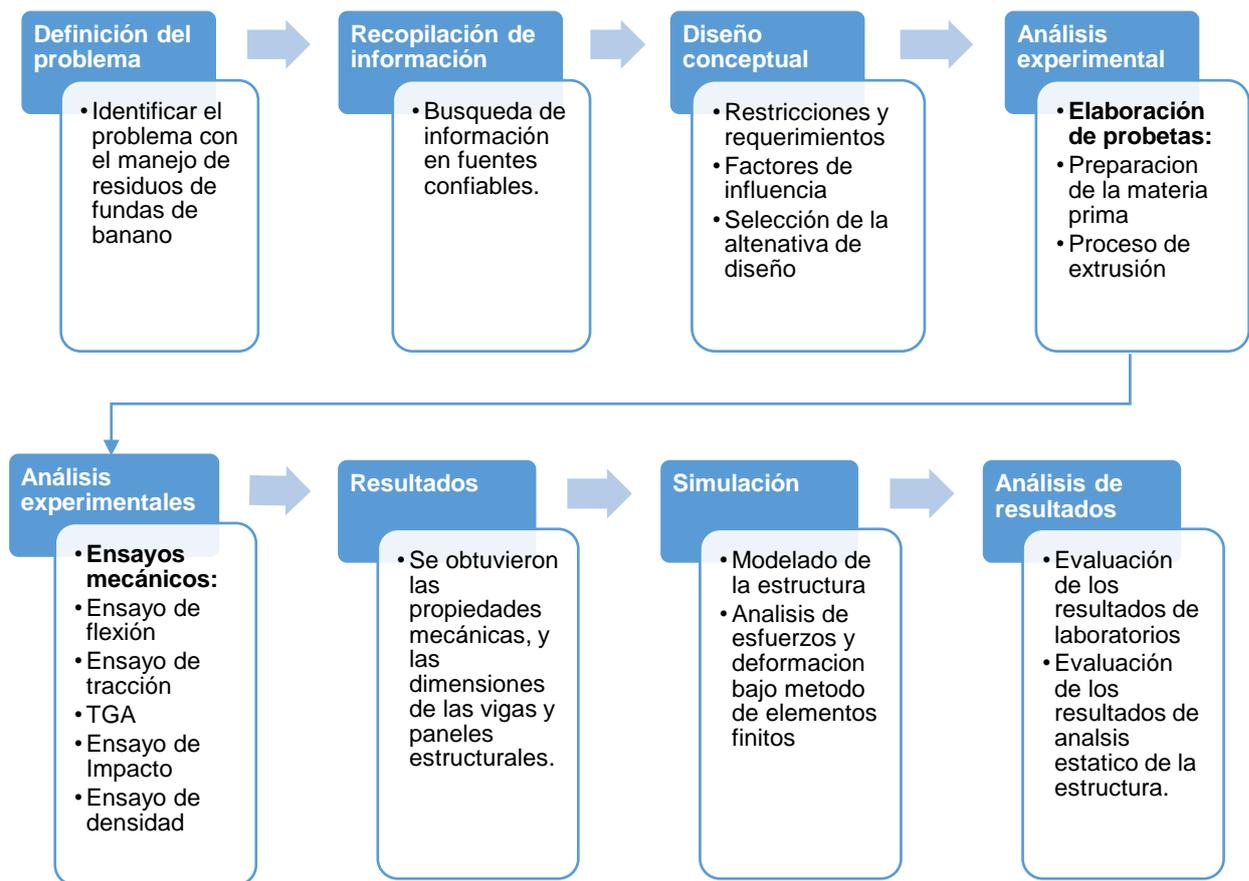 Definición del
problema
• Identificar el
problema con
el manejo de
residuos de
fundas de
banano
Recopilación de
información
• Busqueda de
información
en fuentes
confiables.
Diseño
conceptual
• Restricciones y
requerimientos
• Factores de
influencia
• Selección de la
altenativa de
diseño
Análisis
experimental
• Elaboración
de probetas:
• Preparacion
de la materia
prima
• Proceso de
extrusión
Análisis
experimentales
• Ensayos
mecánicos:
• Ensayo de
flexión
• Ensayo de
tracción
• TGA
• Ensayo de
Impacto
• Ensayo de
densidad
Resultados
• Se obtuvieron
las
propiedades
mecánicas, y
las
dimensiones
de las vigas y
paneles
estructurales.
Simulación
• Modelado de
la estructura
• Analisis de
esfuerzos y
deformacion
bajo metodo
de elementos
finitos
Análisis de
resultados
• Evaluación
de los
resultados de
laboratorios
• Evaluación
de los
resultados de
analsis
estatico de la
estructura.